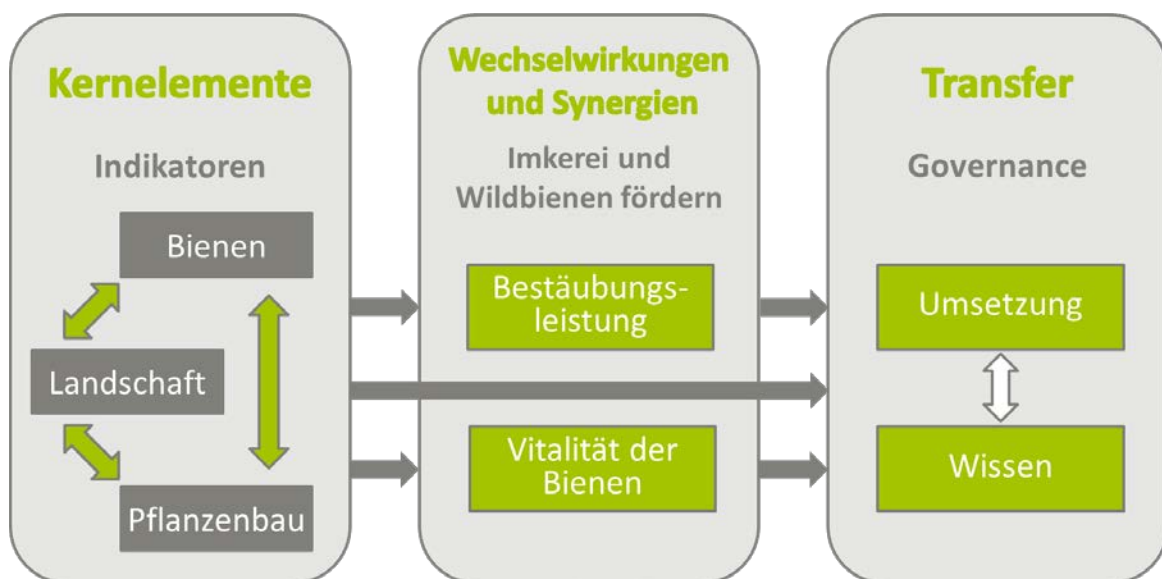 Kernelemente
Indikatoren
Bienen
Landschaft
Pflanzenbau
Wechselwirkungen
und Synergien
Imkerei und
Wildbienen fördern
Bestäubungs-
leistung
Vitalität der
Bienen
Transfer
Governance
Umsetzung
Wissen